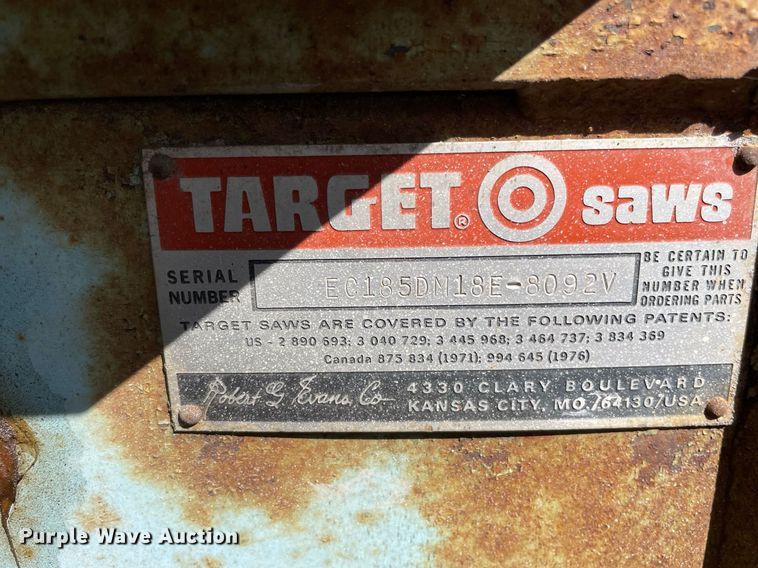 TARGET® saws
SERIAL NUMBER
EC185DM18E-8092V
BE CERTAIN TO
GIVE THIS
NUMBER WHEN
ORDERING PARTS
TARGET SAWS ARE COVERED BY THE FOLLOWING PATENTS:
US - 2 890 693; 3 040 729; 3 445 968; 3 464 737; 3 834 369
Canada 875 834 (1971); 994 645 (1976)
Robert G. Evans Co.
4330 CLARY BOULEVARD
KANSAS CITY, MO. 64130/USA
Purple Wave Auction